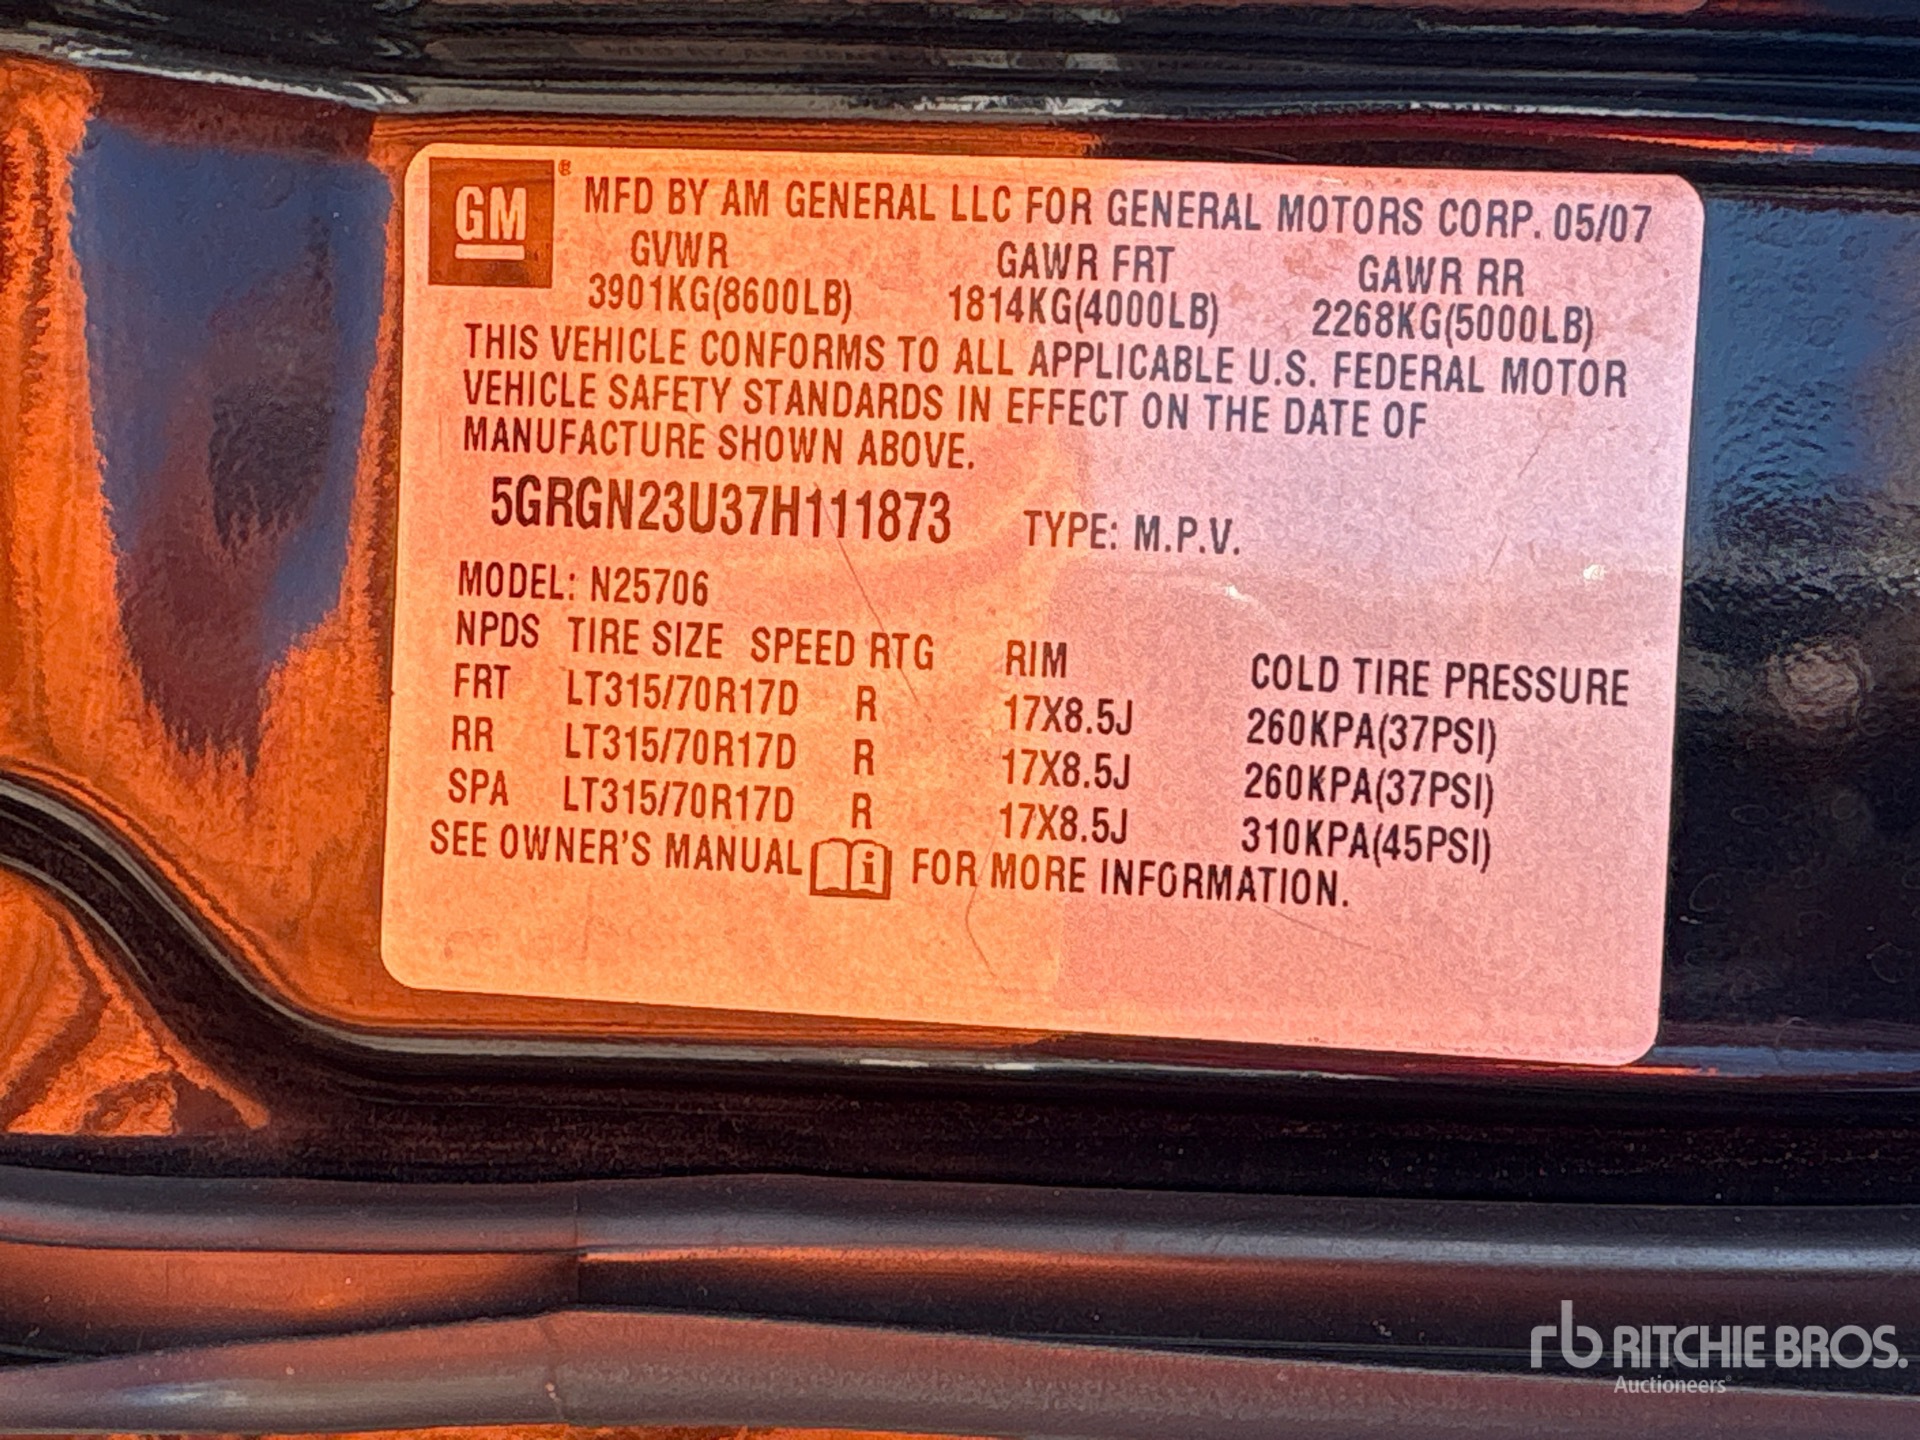 GM ® MFD BY AM GENERAL LLC FOR GENERAL MOTORS CORP. 05/07
GVWR GAWR FRT GAWR RR
3901KG(8600LB) 1814KG(4000LB) 2268KG(5000LB)
THIS VEHICLE CONFORMS TO ALL APPLICABLE U.S. FEDERAL MOTOR
VEHICLE SAFETY STANDARDS IN EFFECT ON THE DATE OF
MANUFACTURE SHOWN ABOVE.
5GRGN23U37H111873 TYPE: M.P.V.
MODEL: N25706
NPDS TIRE SIZE SPEED RTG RIM COLD TIRE PRESSURE
FRT LT315/70R17D R 17X8.5J 260KPA(37PSI)
RR LT315/70R17D R 17X8.5J 260KPA(37PSI)
SPA LT315/70R17D R 17X8.5J 310KPA(45PSI)
SEE OWNER'S MANUAL i FOR MORE INFORMATION.
rb RITCHIE BROS.
Auctioneers